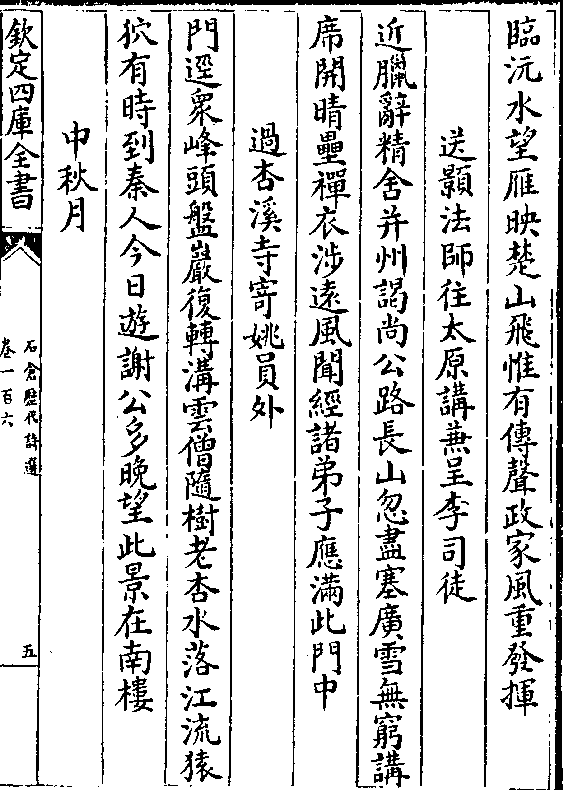 臨沅水望雁映楚山飛惟有傳聲政家風重發揮
送顥法師往太原講兼呈李司徒
近臘辭精舍并州謁尚公路長山忽盡塞廣雪無窮講
席開晴壘禪衣涉遠風聞經諸弟子應滿此門中
過杏溪寺寄姚員外
門逕衆峰頭盤巖復轉溝雲僧隨樹老杏水落江流猿
狖有時到秦人今日遊謝公多晚望此景在南樓
中秋月
欽定四庫全書
石倉歴代詩選
卷一百六
五